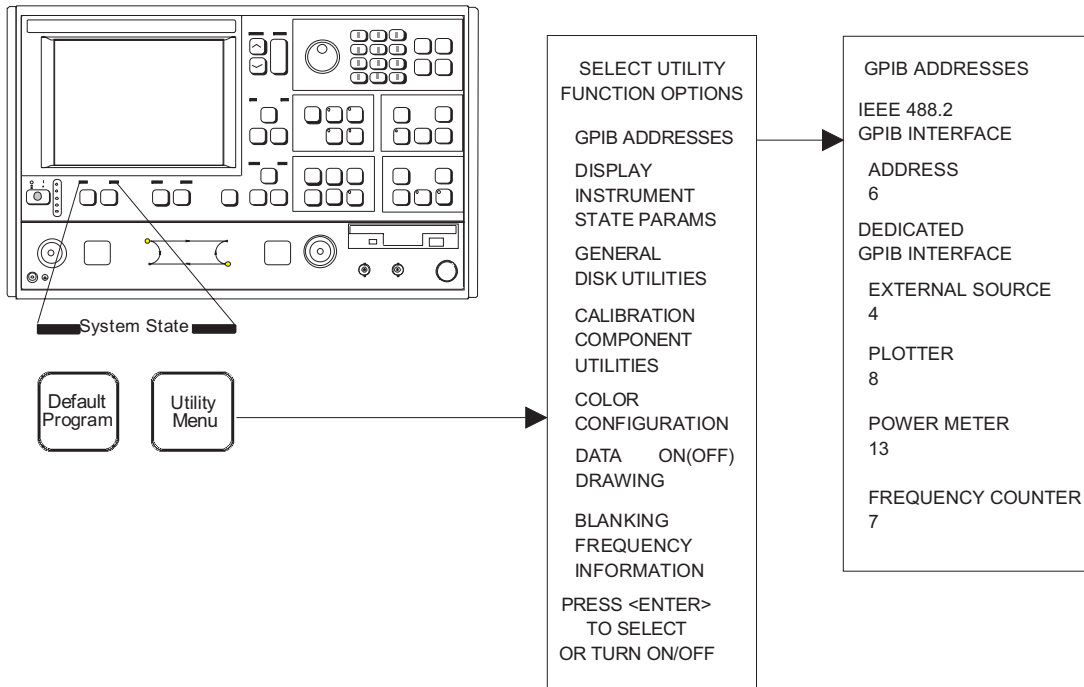 System State
Default
Program
Utility
Menu
SELECT UTILITY
FUNCTION OPTIONS
GPIB ADDRESSES
DISPLAY
INSTRUMENT
STATE PARAMS
GENERAL
DISK UTILITIES
CALIBRATION
COMPONENT
UTILITIES
COLOR
CONFIGURATION
DATA ON(OFF)
DRAWING
BLANKING
FREQUENCY
INFORMATION
PRESS <ENTER>
TO SELECT
OR TURN ON/OFF
GPIB ADDRESSES
IEEE 488.2
GPIB INTERFACE
ADDRESS
6
DEDICATED
GPIB INTERFACE
EXTERNAL SOURCE
4
PLOTTER
8
POWER METER
13
FREQUENCY COUNTER
7